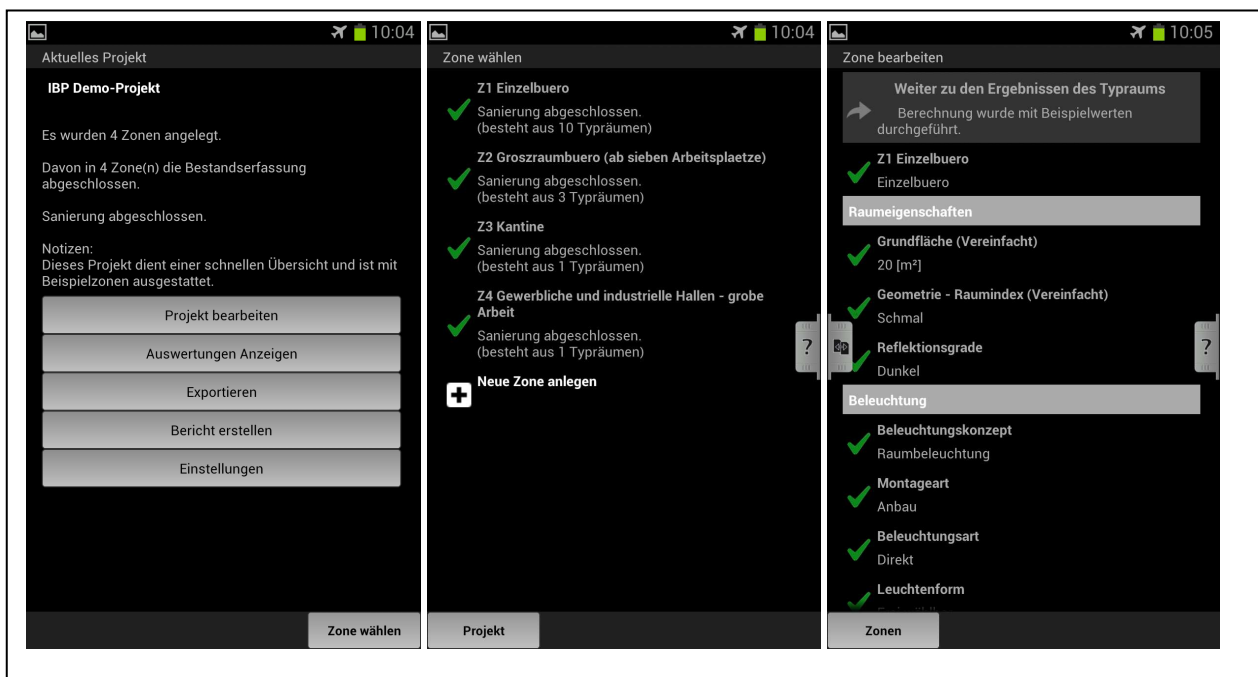 10:04
Aktuelles Projekt
IBP Demo-Projekt
Es wurden 4 Zonen angelegt.
Davon in 4 Zone(n) die Bestandserfassung
abgeschlossen.
Sanierung abgeschlossen.
Notizen:
Dieses Projekt dient einer schnellen Übersicht und ist mit
Beispielzonen ausgestattet.
Projekt bearbeiten
Auswertungen Anzeigen
Exportieren
Bericht erstellen
Einstellungen
Zone wählen
10:04
Zone wählen
Z1 Einzelbuero
Sanierung abgeschlossen.
(besteht aus 10 Typräumen)
Z2 Groszraumbuero (ab sieben Arbeitsplaetze)
Sanierung abgeschlossen.
(besteht aus 3 Typräumen)
Z3 Kantine
Sanierung abgeschlossen.
(besteht aus 1 Typräumen)
Z4 Gewerbliche und industrielle Hallen - grobe
Arbeit
Sanierung abgeschlossen.
(besteht aus 1 Typräumen)
?
Neue Zone anlegen
Projekt
10:05
Zone bearbeiten
Weiter zu den Ergebnissen des Typraums
Berechnung wurde mit Beispielwerten
durchgeführt.
Z1 Einzelbuero
Einzelbuero
Raumeigenschaften
Grundfläche (Vereinfacht)
20 [m²]
Geometrie - Raumindex (Vereinfacht)
Schmal
?
Reflektionsgrade
Dunkel
Beleuchtung
Beleuchtungskonzept
Raumbeleuchtung
Montageart
Anbau
Beleuchtungsart
Direkt
Leuchtenform
Zonen